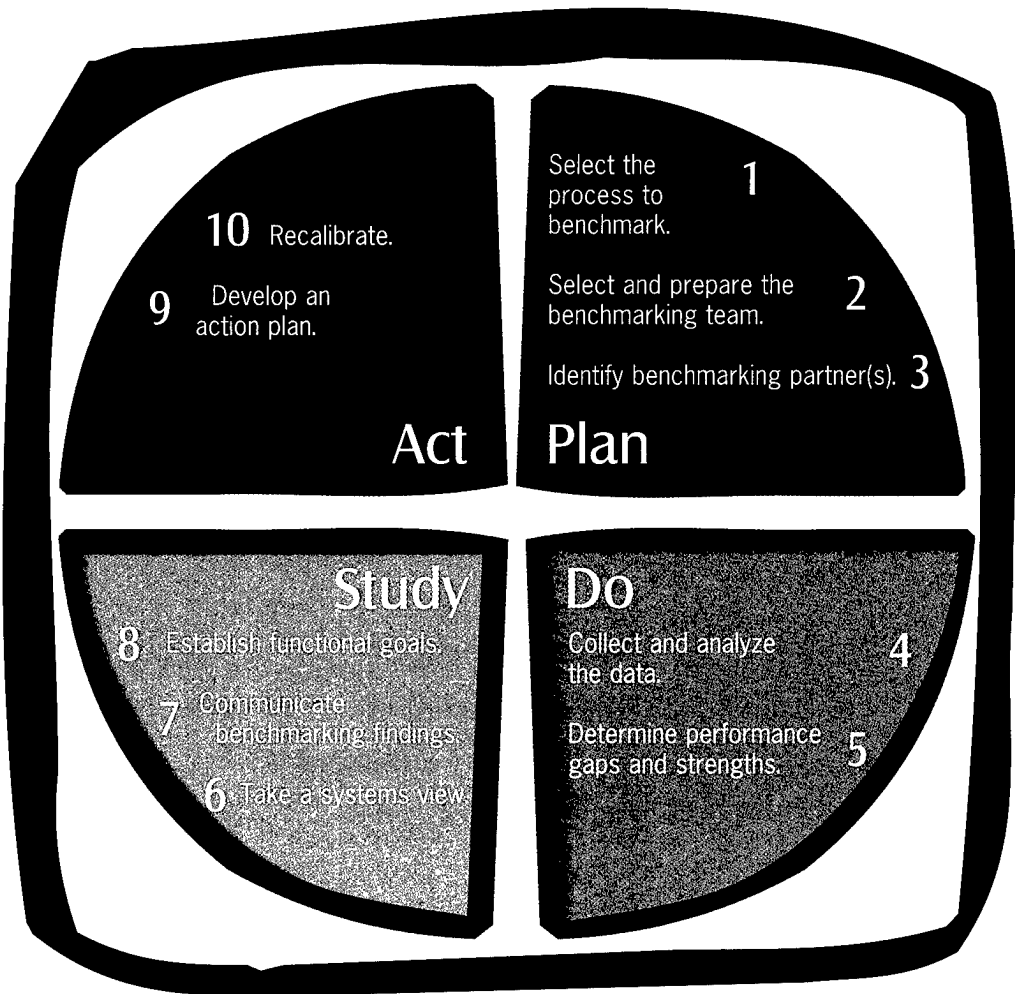 10 Recalibrate.
9 Develop an
action plan.
Act
Select the 1
process to
benchmark.
Select and prepare the 2
benchmarking team.
Identify benchmarking partner(s). 3
Plan
Study
8 Establish functional goals.
7 Communicate
benchmarking findings.
6 Take a systems view
Do
Collect and analyze 4
the data.
Determine performance 5
gaps and strengths.